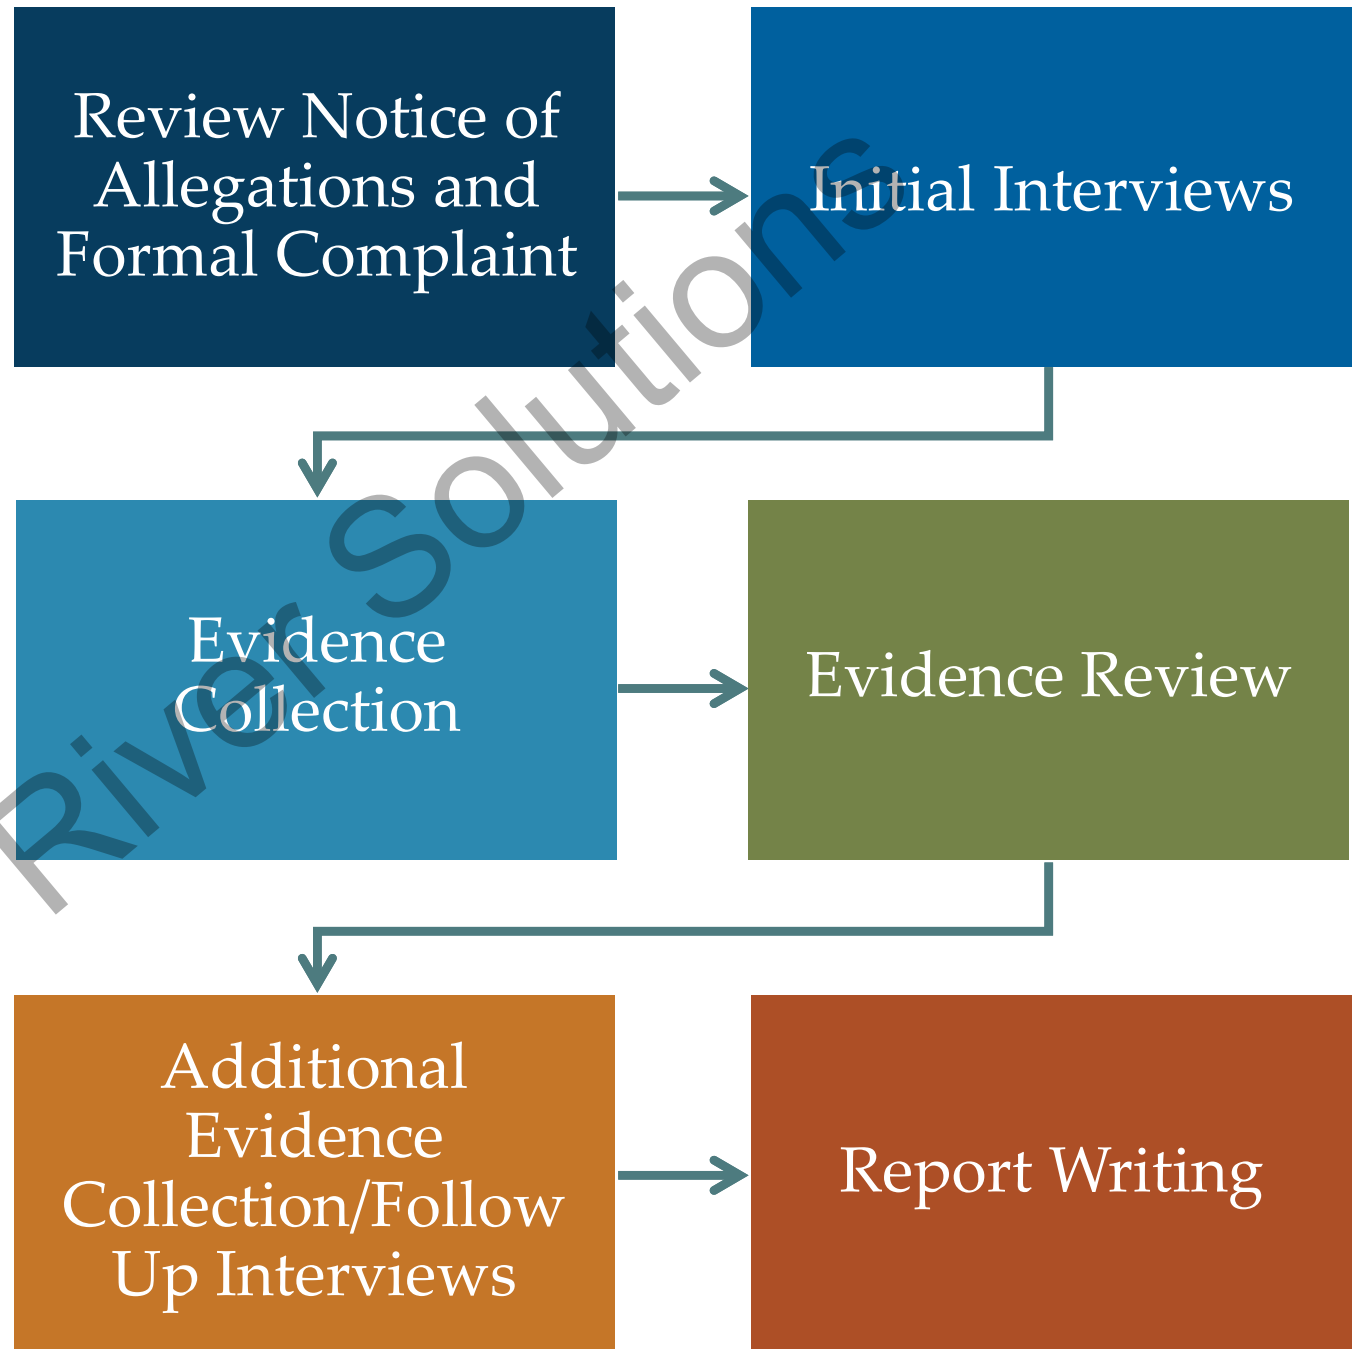 Review Notice of
Allegations and
Formal Complaint
Initial Interviews
Evidence
Collection
Evidence Review
Additional
Evidence
Collection/Follow
Up Interviews
Report Writing
River Solutions